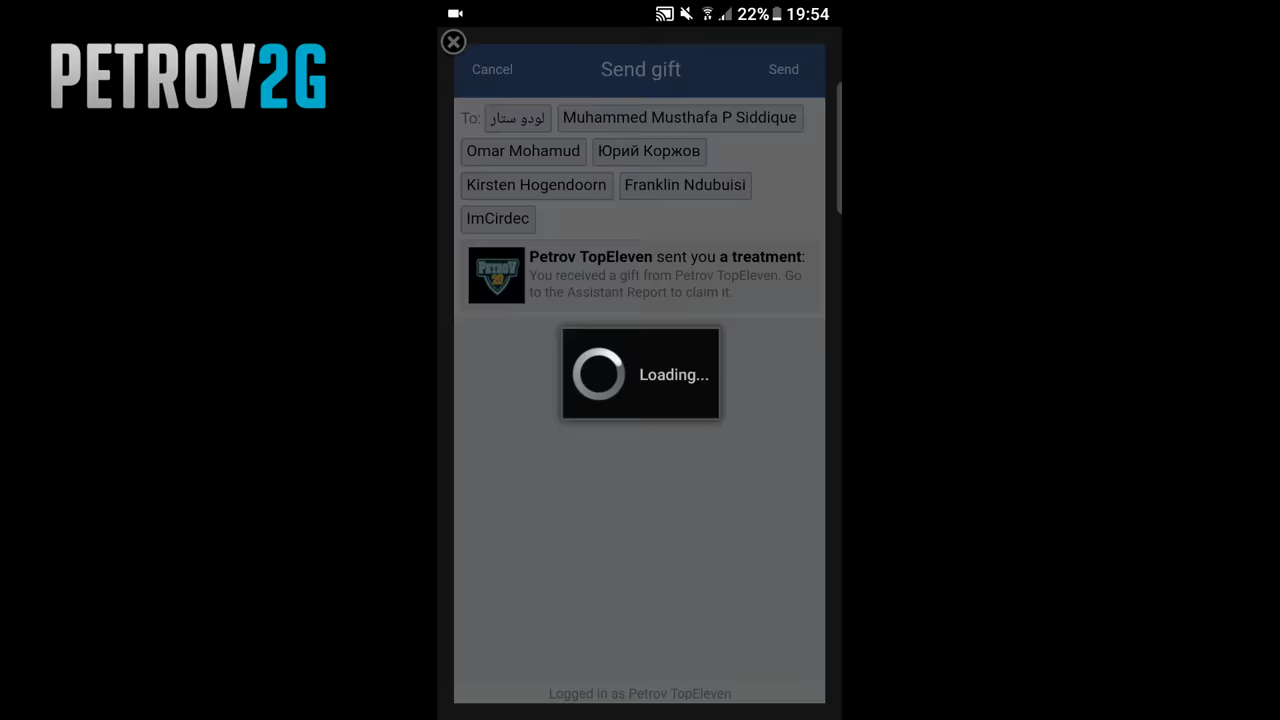 PETROV2G
22% 19:54
Cancel Send gift Send
To: لودو ستار Muhammed Musthafa P Siddique
Omar Mohamud Юрий Коржов
Kirsten Hogendoorn Franklin Ndubuisi
ImCirdec
PETROV
2G
Petrov TopEleven sent you a treatment:
You received a gift from Petrov TopEleven. Go
to the Assistant Report to claim it.
Loading...
Logged in as Petrov TopEleven